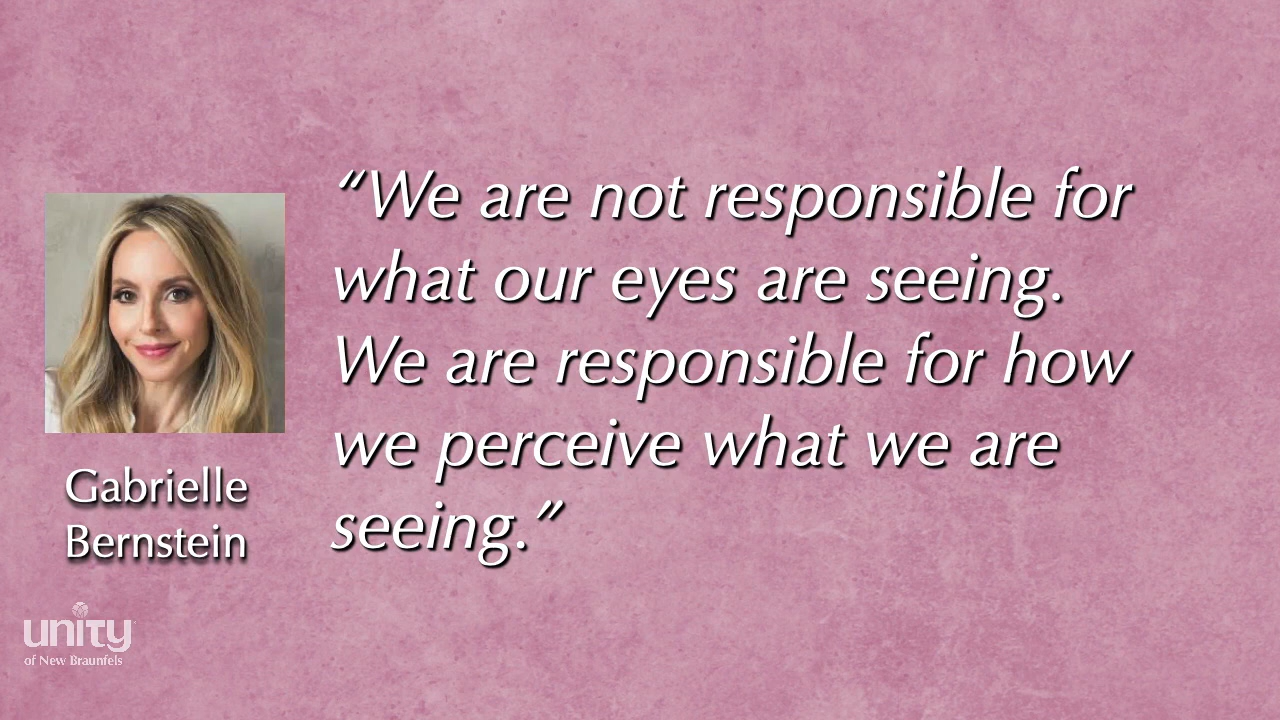 “We are not responsible for
what our eyes are seeing.
We are responsible for how
we perceive what we are
seeing.”
Gabrielle
Bernstein
unity
of New Braunfels